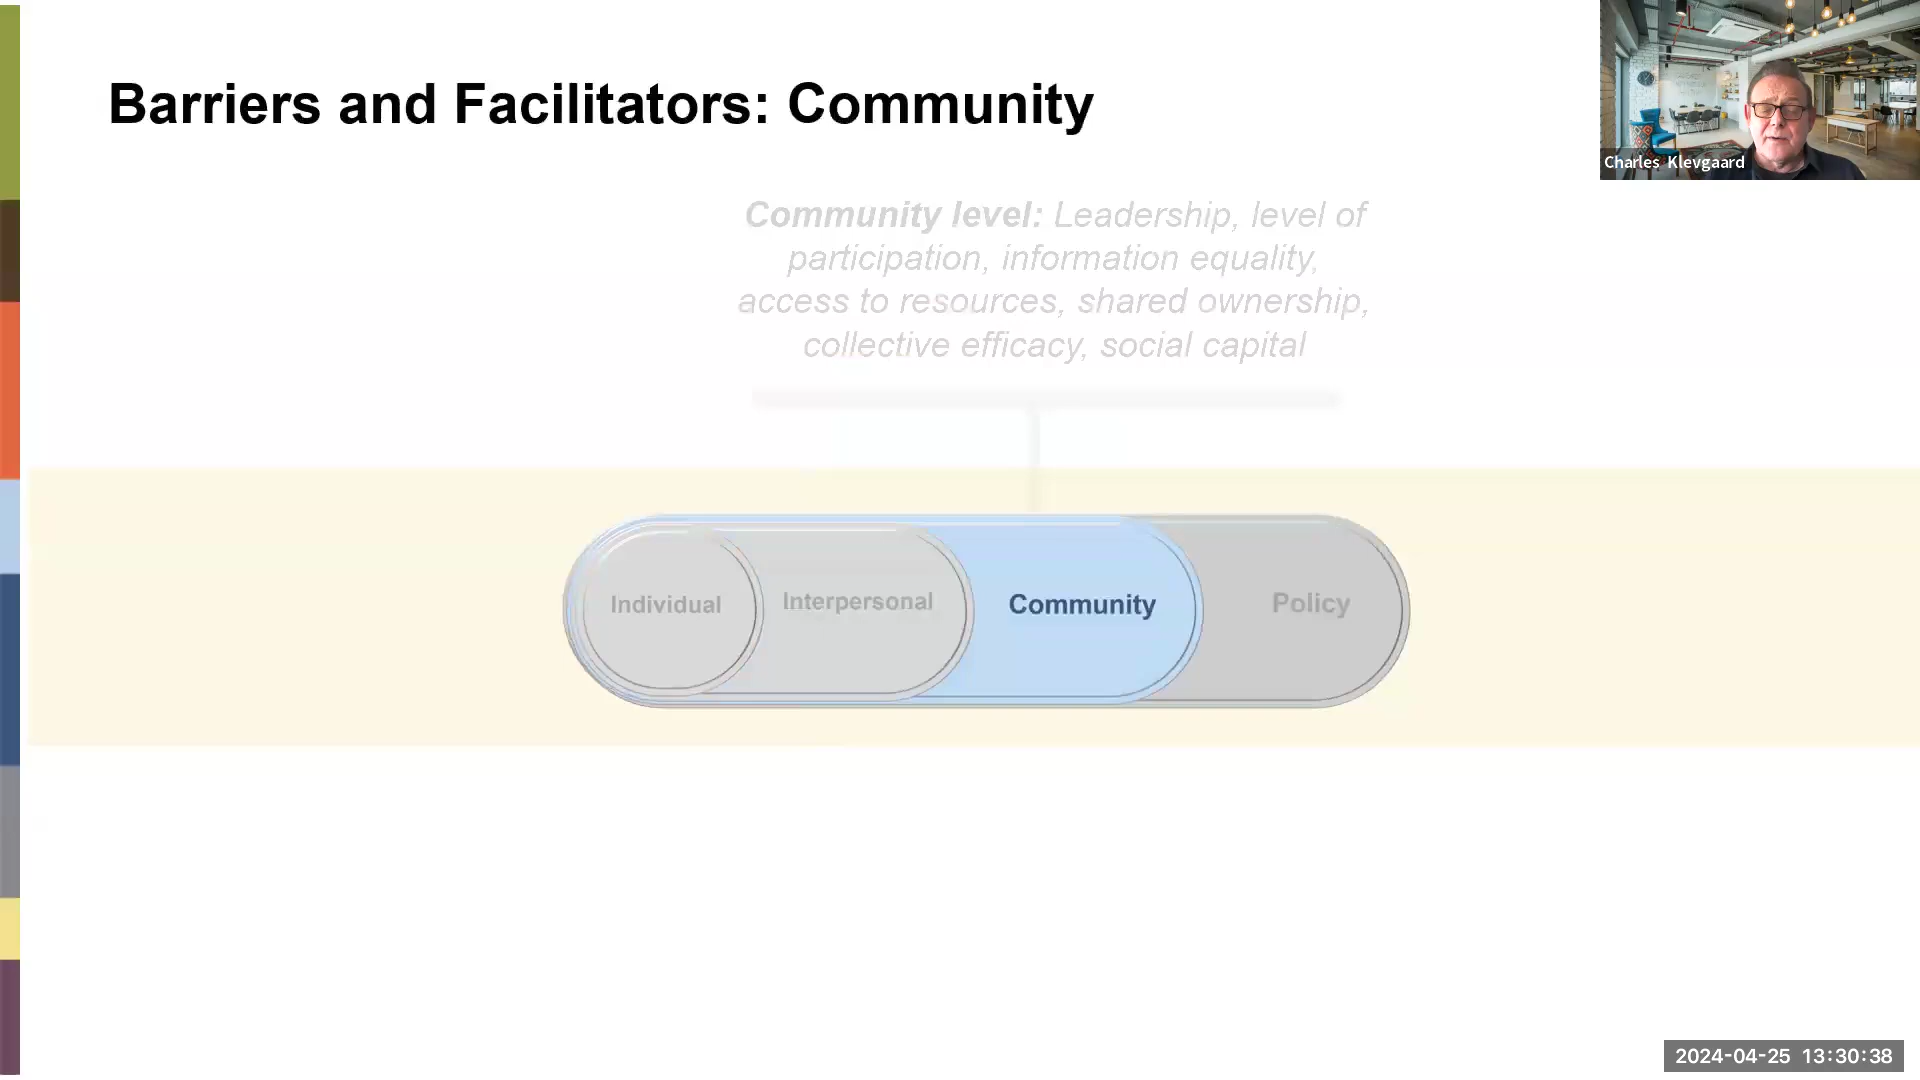 Barriers and Facilitators: Community
Charles Klevgaard
Community level: Leadership, level of
participation, information equality,
access to resources, shared ownership,
collective efficacy, social capital
Individual
Interpersonal
Community
Policy
2024-04-25 13:30:38